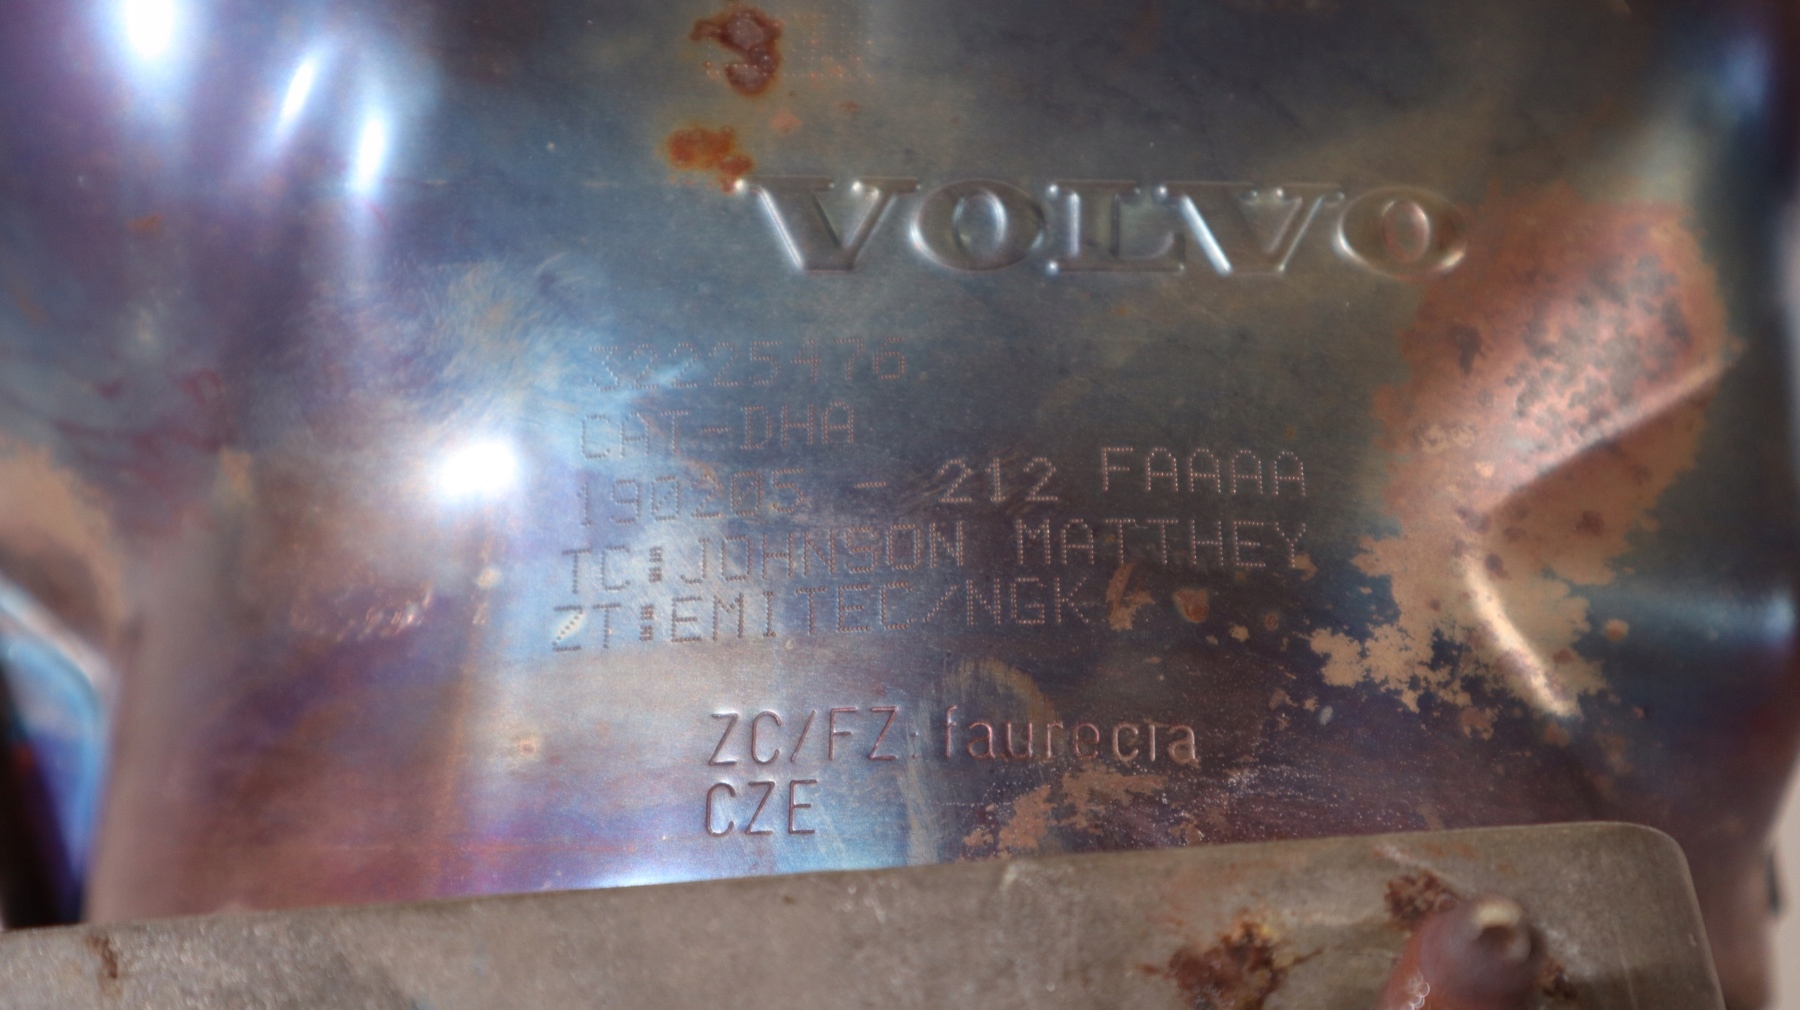 VOLVO
32225476
CAT-DHA
190205 - 212 FAAAA
TC:JOHNSON MATTHEY
ZT:EMITEC/NGK
ZC/FZ: faurecia
CZE